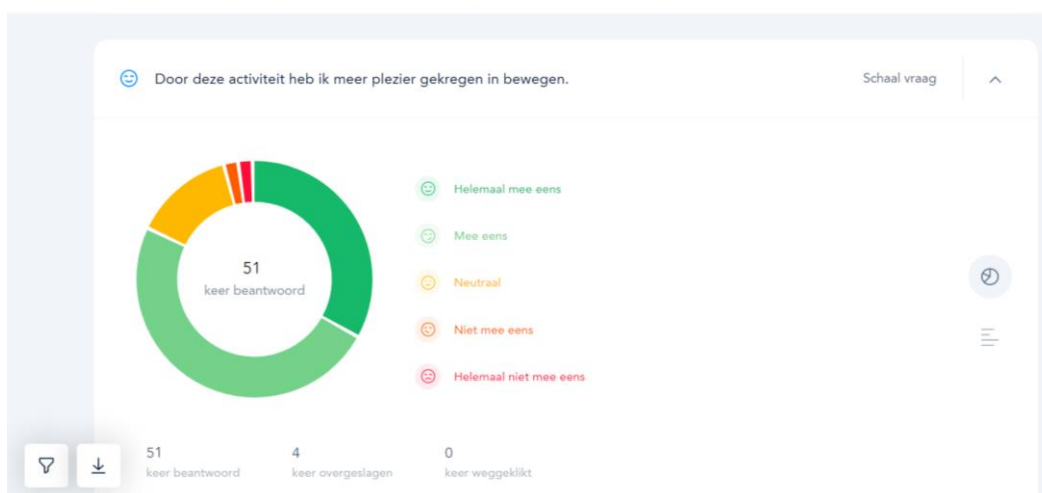 Door deze activiteit heb ik meer plezier gekregen in bewegen.
Schaal vraag
51
keer beantwoord
Helemaal mee eens
Mee eens
Neutraal
Niet mee eens
Helemaal niet mee eens
51
keer beantwoord
4
keer overgeslagen
0
keer weggeklikt